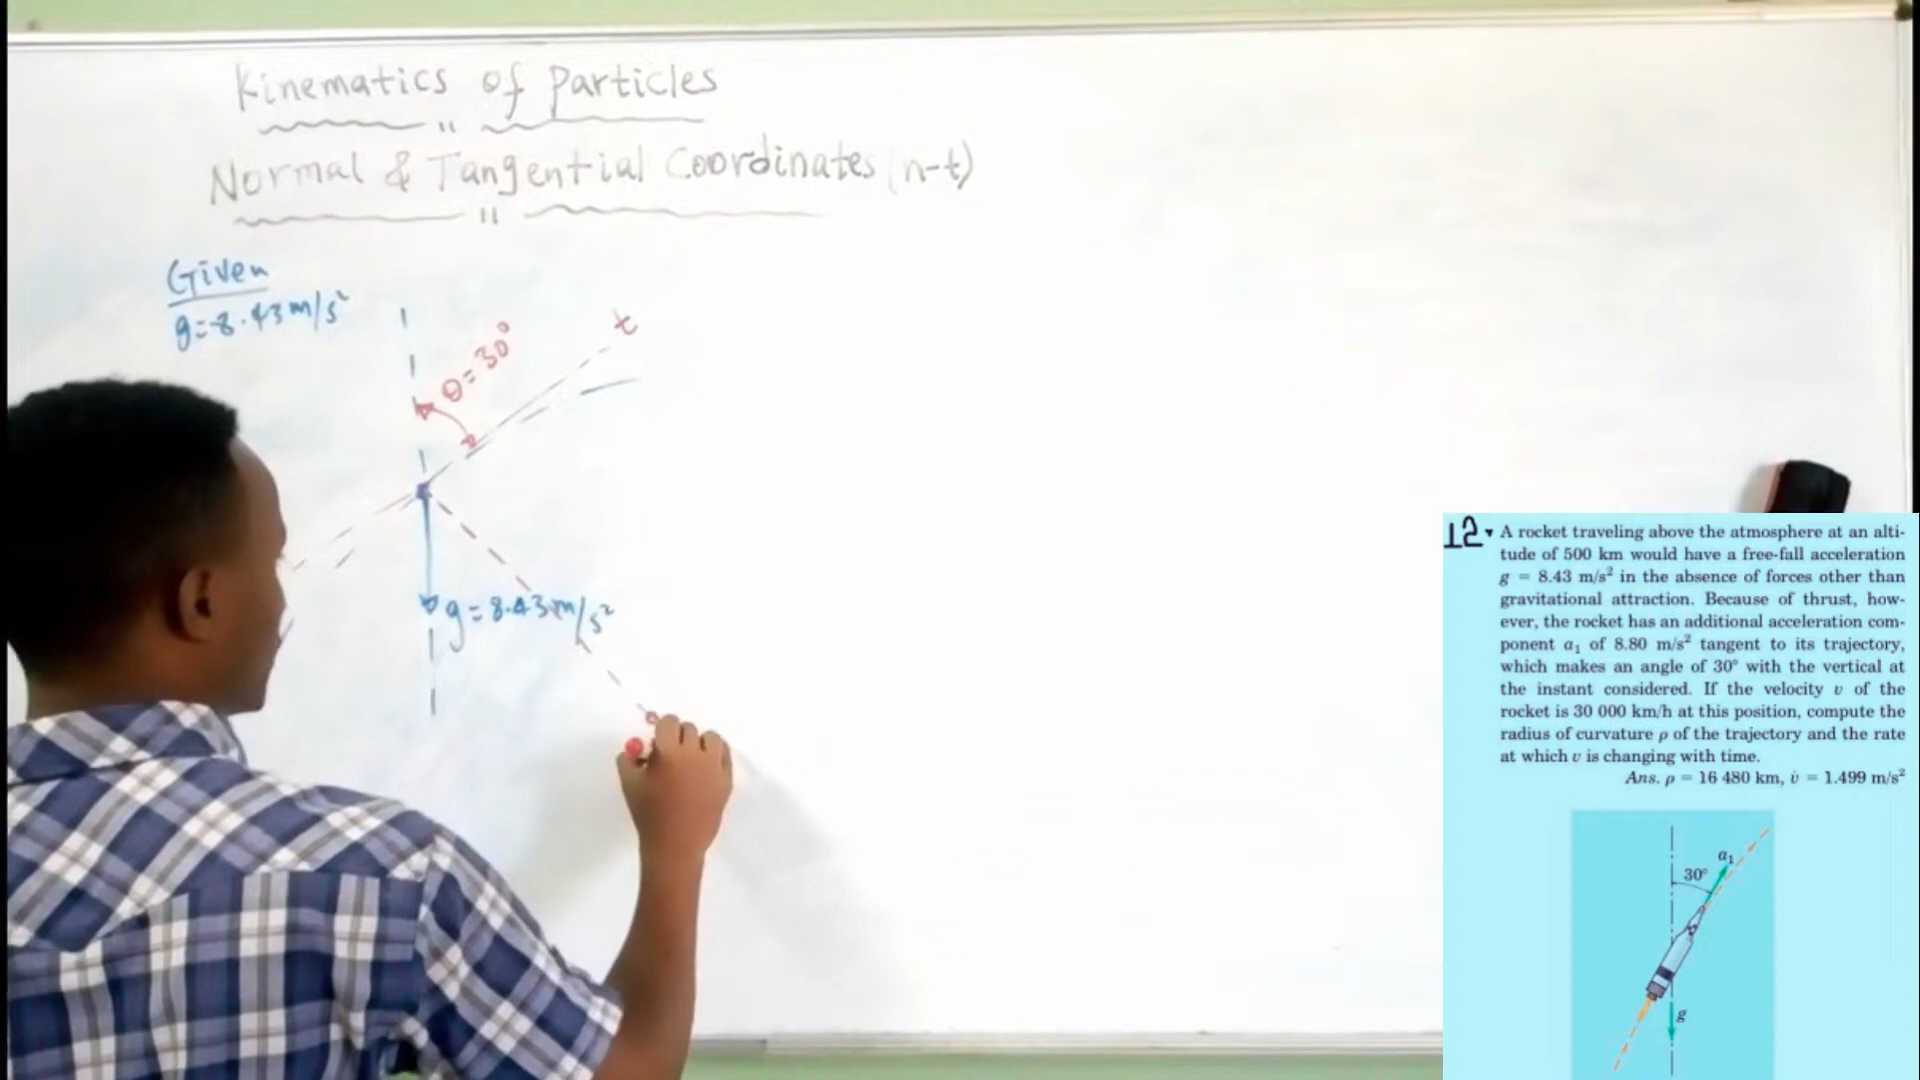 Kinematics of Particles
Normal & Tangential Coordinates (n-t)
Given
g=8.43m/s²
t
θ=30°
g=8.43m/s²
12
A rocket traveling above the atmosphere at an alti-
tude of 500 km would have a free-fall acceleration
g = 8.43 m/s² in the absence of forces other than
gravitational attraction. Because of thrust, how-
ever, the rocket has an additional acceleration com-
ponent a₁ of 8.80 m/s² tangent to its trajectory,
which makes an angle of 30° with the vertical at
the instant considered. If the velocity v of the
rocket is 30 000 km/h at this position, compute the
radius of curvature ρ of the trajectory and the rate
at which v is changing with time.
Ans. ρ = 16 480 km, v̇ = 1.499 m/s²
a₁
30°
g